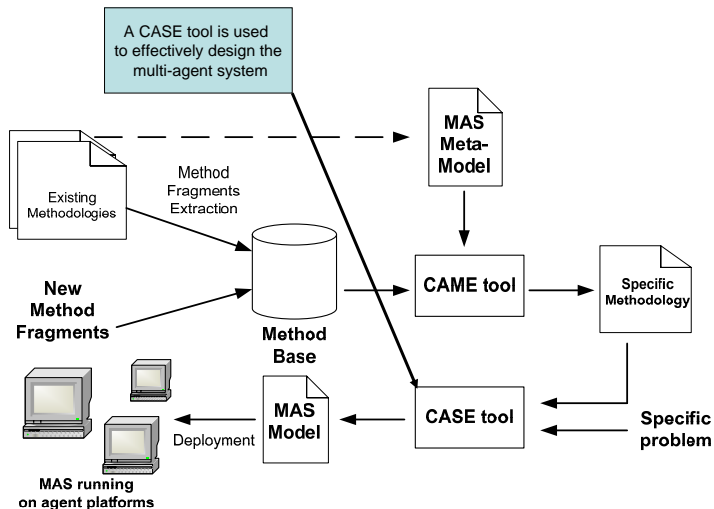 A CASE tool is used
to effectively design the
multi-agent system
MAS
Meta-
Model
Existing
Methodologies
Method
Fragments
Extraction
New
Method
Fragments
Method
Base
CAME tool
Specific
Methodology
MAS
Model
Deployment
CASE tool
Specific
problem
MAS running
on agent platforms